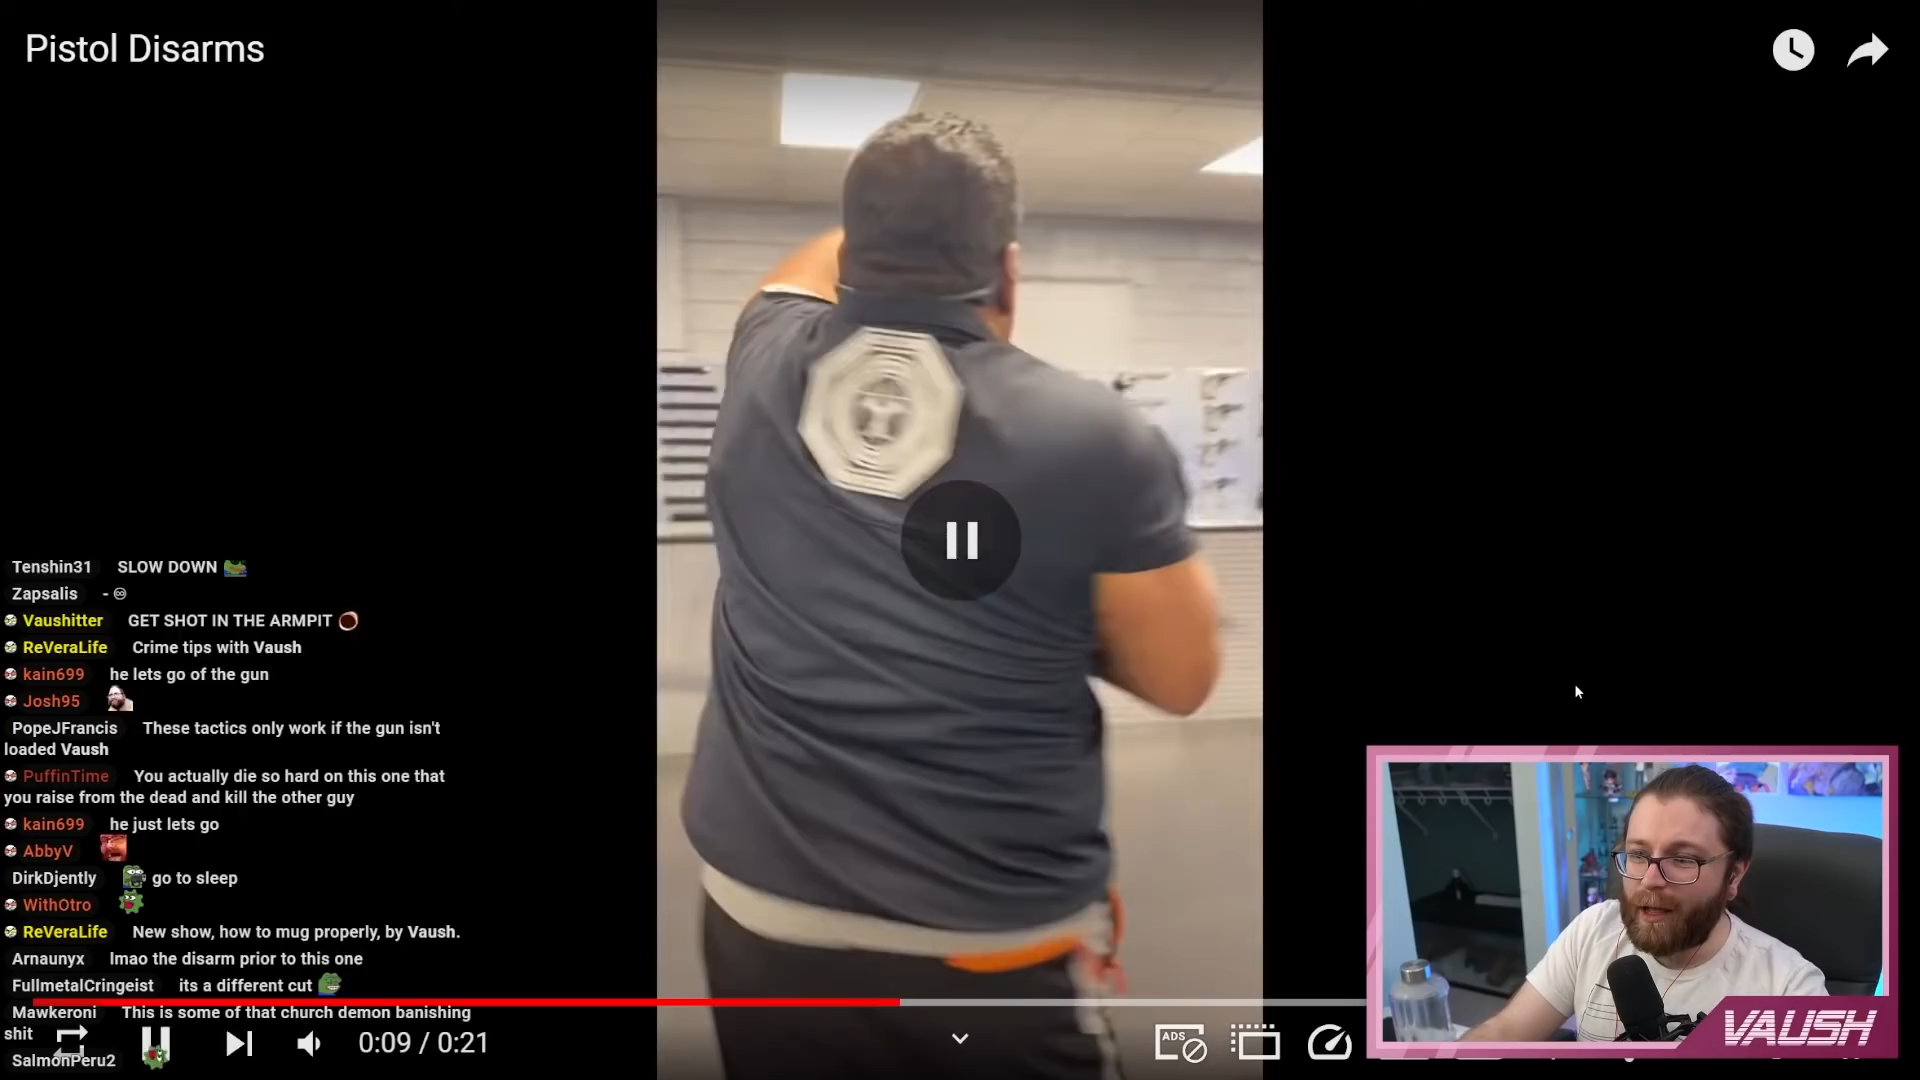 Pistol Disarms
Tenshin31 SLOW DOWN
Zapsalis -
Vaushitter GET SHOT IN THE ARMPIT
ReVeraLife Crime tips with Vaush
kain699 he lets go of the gun
Josh95
PopeJFrancis These tactics only work if the gun isn't
loaded Vaush
PuffinTime You actually die so hard on this one that
you raise from the dead and kill the other guy
kain699 he just lets go
AbbyV
DirkDjently go to sleep
WithOtro
ReVeraLife New show, how to mug properly, by Vaush.
Arnaunyx lmao the disarm prior to this one
FullmetalCringeist its a different cut
Mawkeroni This is some of that church demon banishing
shit
SalmonPeru2
0:09 / 0:21
ADS
VAUSH